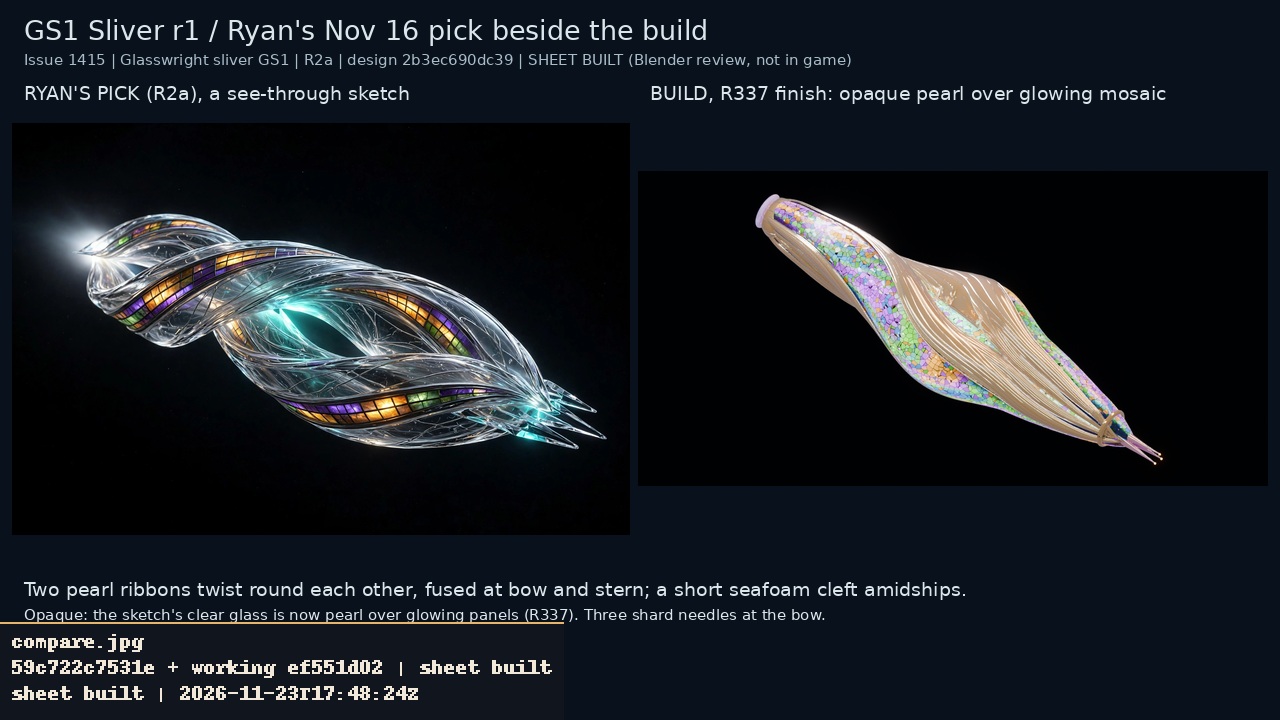 GS1 Sliver r1 / Ryan's Nov 16 pick beside the build
Issue 1415 | Glasswright sliver GS1 | R2a | design 2b3ec690dc39 | SHEET BUILT (Blender review, not in game)
RYAN'S PICK (R2a), a see-through sketch
BUILD, R337 finish: opaque pearl over glowing mosaic
Two pearl ribbons twist round each other, fused at bow and stern; a short seafoam cleft amidships.
Opaque: the sketch's clear glass is now pearl over glowing panels (R337). Three shard needles at the bow.
compare.jpg
59c722c7531e + working ef551d02 | sheet built
sheet built | 2026-11-23T17:48:24Z